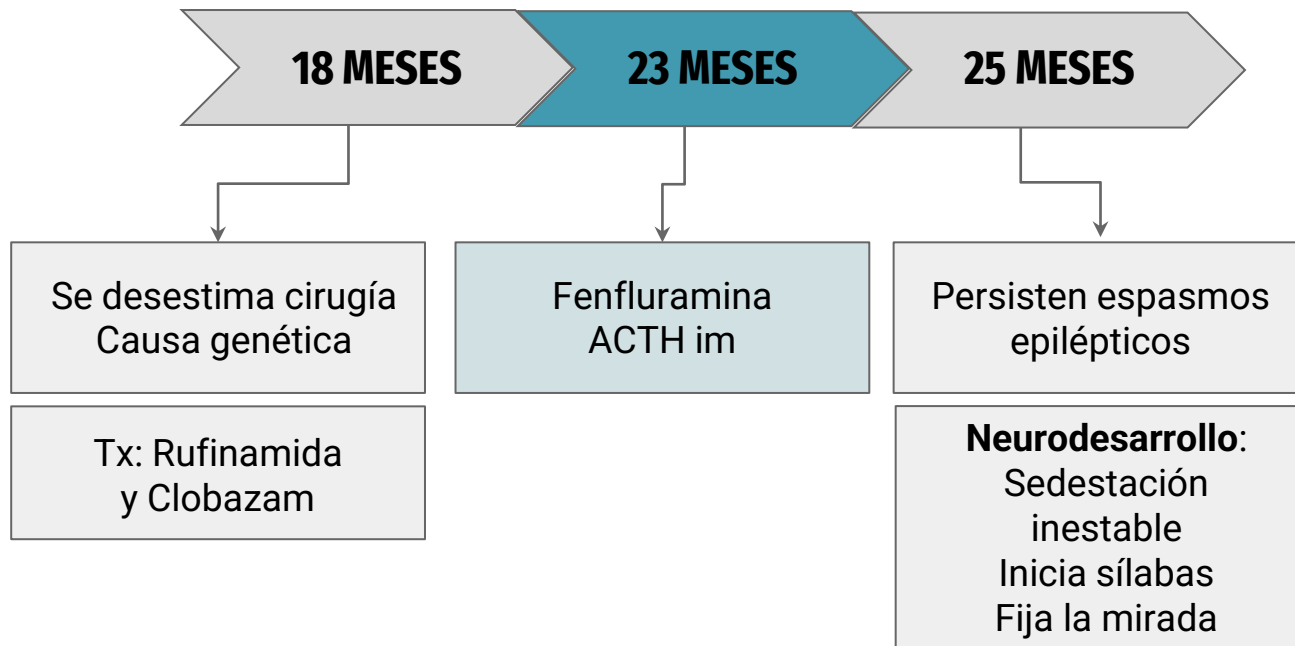 18 MESES
23 MESES
25 MESES
Se desestima cirugía
Causa genética
Tx: Rufinamida
y Clobazam
Fenfluramina
ACTH im
Persisten espasmos
epilépticos
Neurodesarrollo:
Sedestación
inestable
Inicia sílabas
Fija la mirada